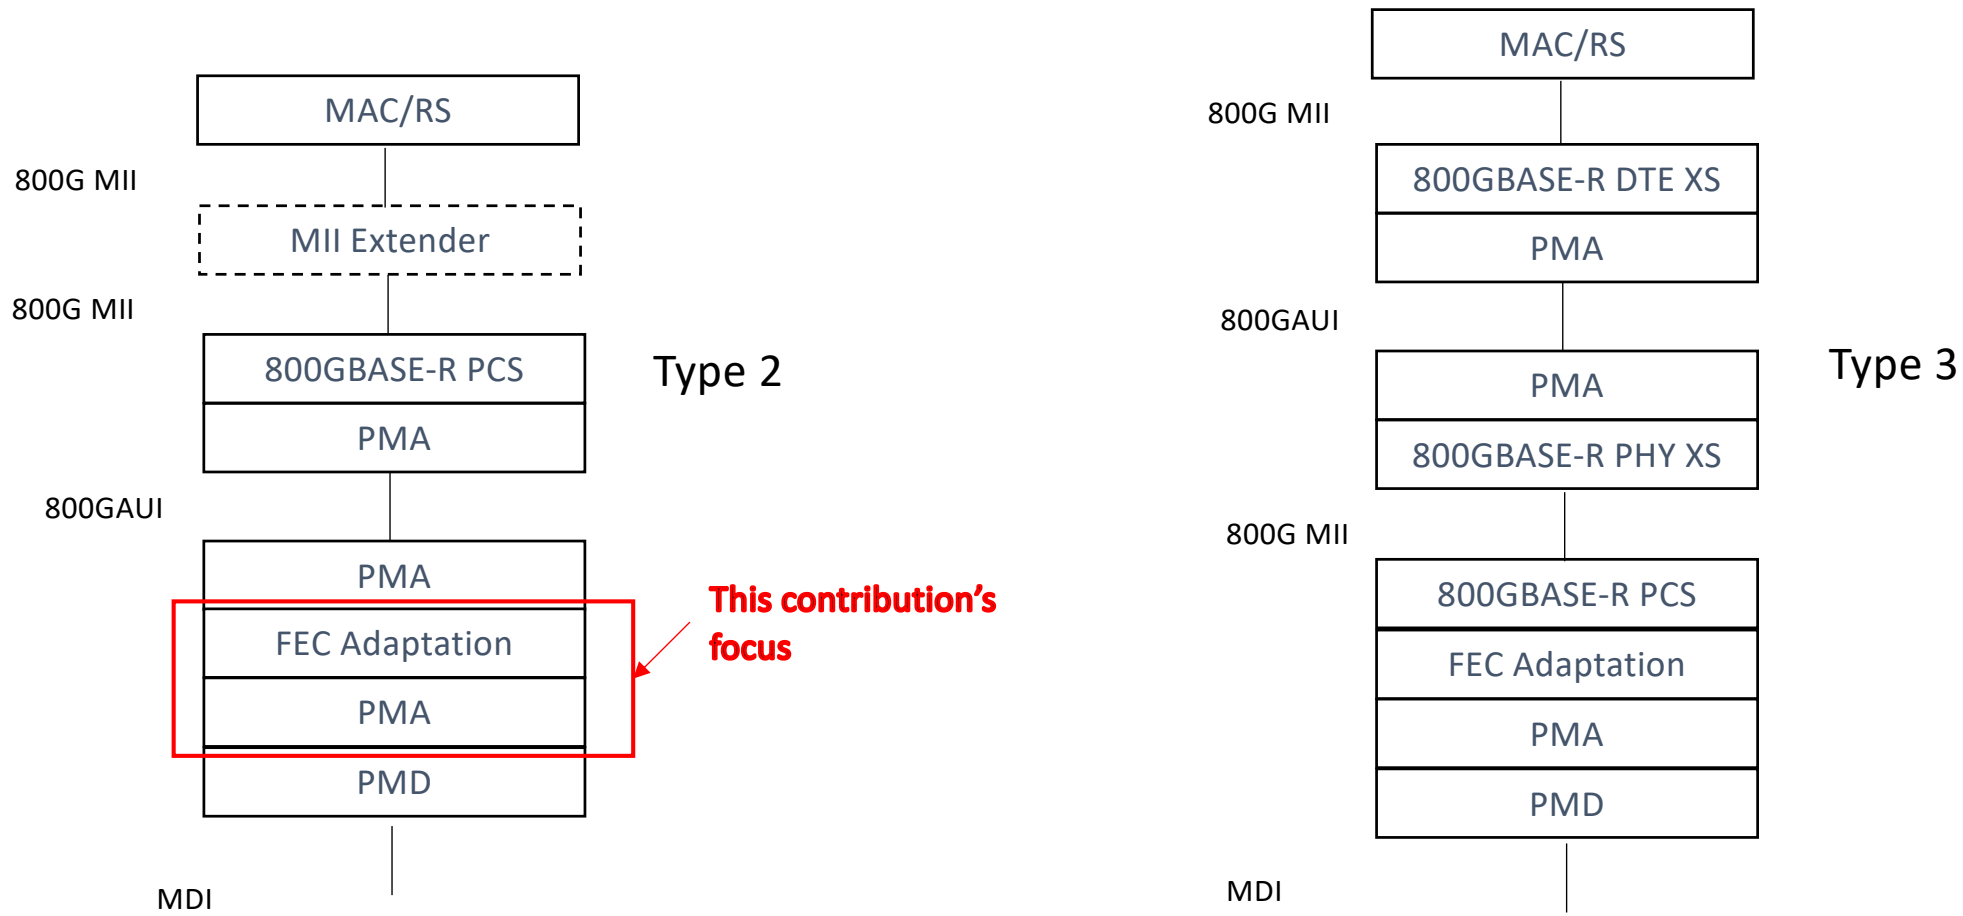 MAC/RS
800G MII
MII Extender
800G MII
800GBASE-R PCS
PMA
Type 2
800GAUI
PMA
FEC Adaptation
PMA
PMD
MDI
This contribution's
focus
MAC/RS
800G MII
800GBASE-R DTE XS
PMA
800GAUI
PMA
800GBASE-R PHY XS
Type 3
800G MII
800GBASE-R PCS
FEC Adaptation
PMA
PMD
MDI